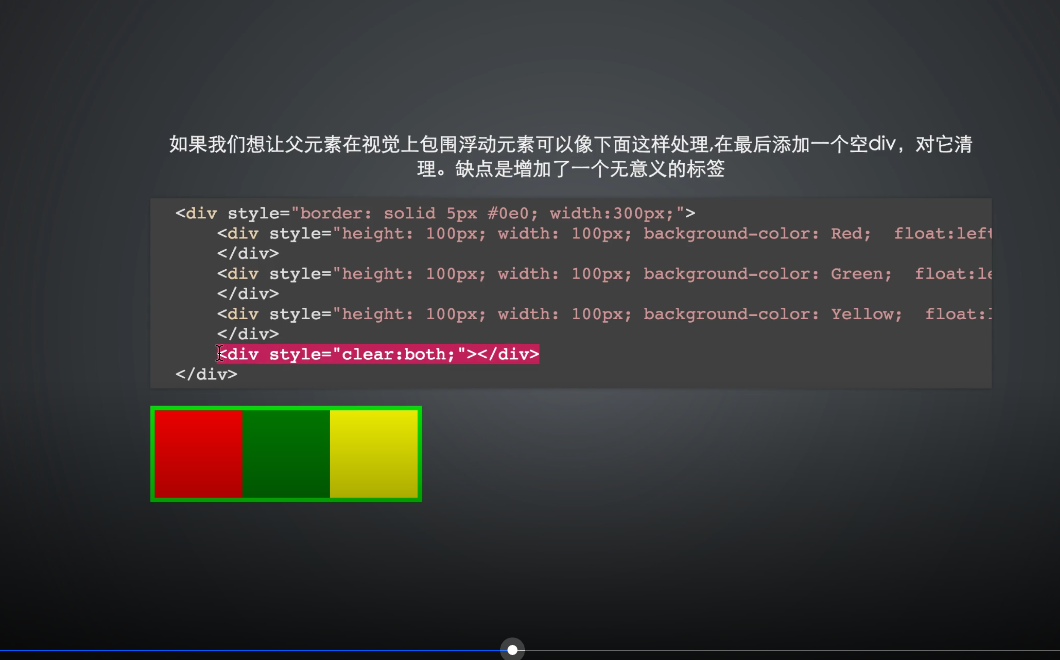 如果我们想让父元素在视觉上包围浮动元素可以像下面这样处理,在最后添加一个空div，对它清
理。缺点是增加了一个无意义的标签
<div style="border: solid 5px #0e0; width:300px;">
<div style="height: 100px; width: 100px; background-color: Red;  float:left
</div>
<div style="height: 100px; width: 100px; background-color: Green;  float:le
</div>
<div style="height: 100px; width: 100px; background-color: Yellow;  float:
</div>
<div style="clear:both;"></div>
</div>